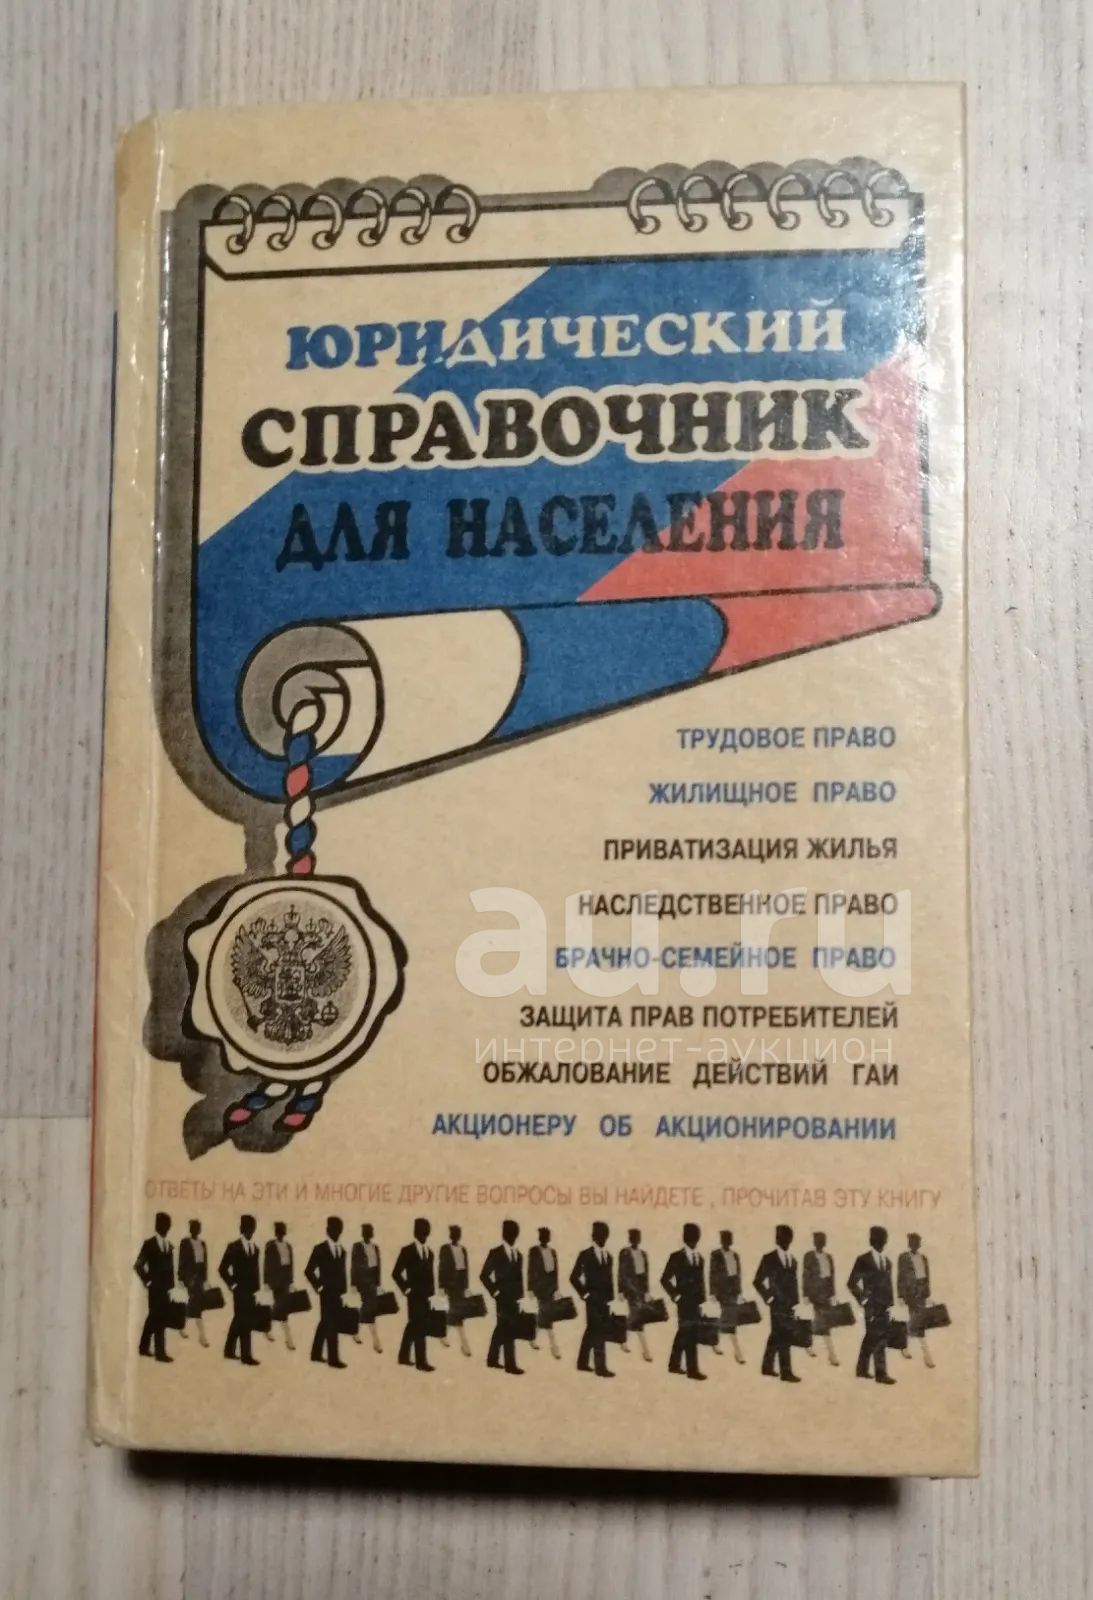 ЮРИДИЧЕСКИЙ
СПРАВОЧНИК
ДЛЯ НАСЕЛЕНИЯ
ТРУДОВОЕ ПРАВО
ЖИЛИЩНОЕ ПРАВО
ПРИВАТИЗАЦИЯ ЖИЛЬЯ
НАСЛЕДСТВЕННОЕ ПРАВО
БРАЧНО-СЕМЕЙНОЕ ПРАВО
au.ru
ЗАЩИТА ПРАВ ПОТРЕБИТЕЛЕЙ
интернет-аукцион
ОБЖАЛОВАНИЕ ДЕЙСТВИЙ ГАИ
АКЦИОНЕРУ ОБ АКЦИОНИРОВАНИИ
ОТВЕТЫ НА ЭТИ И МНОГИЕ ДРУГИЕ ВОПРОСЫ ВЫ НАЙДЕТЕ , ПРОЧИТАВ ЭТУ КНИГУ